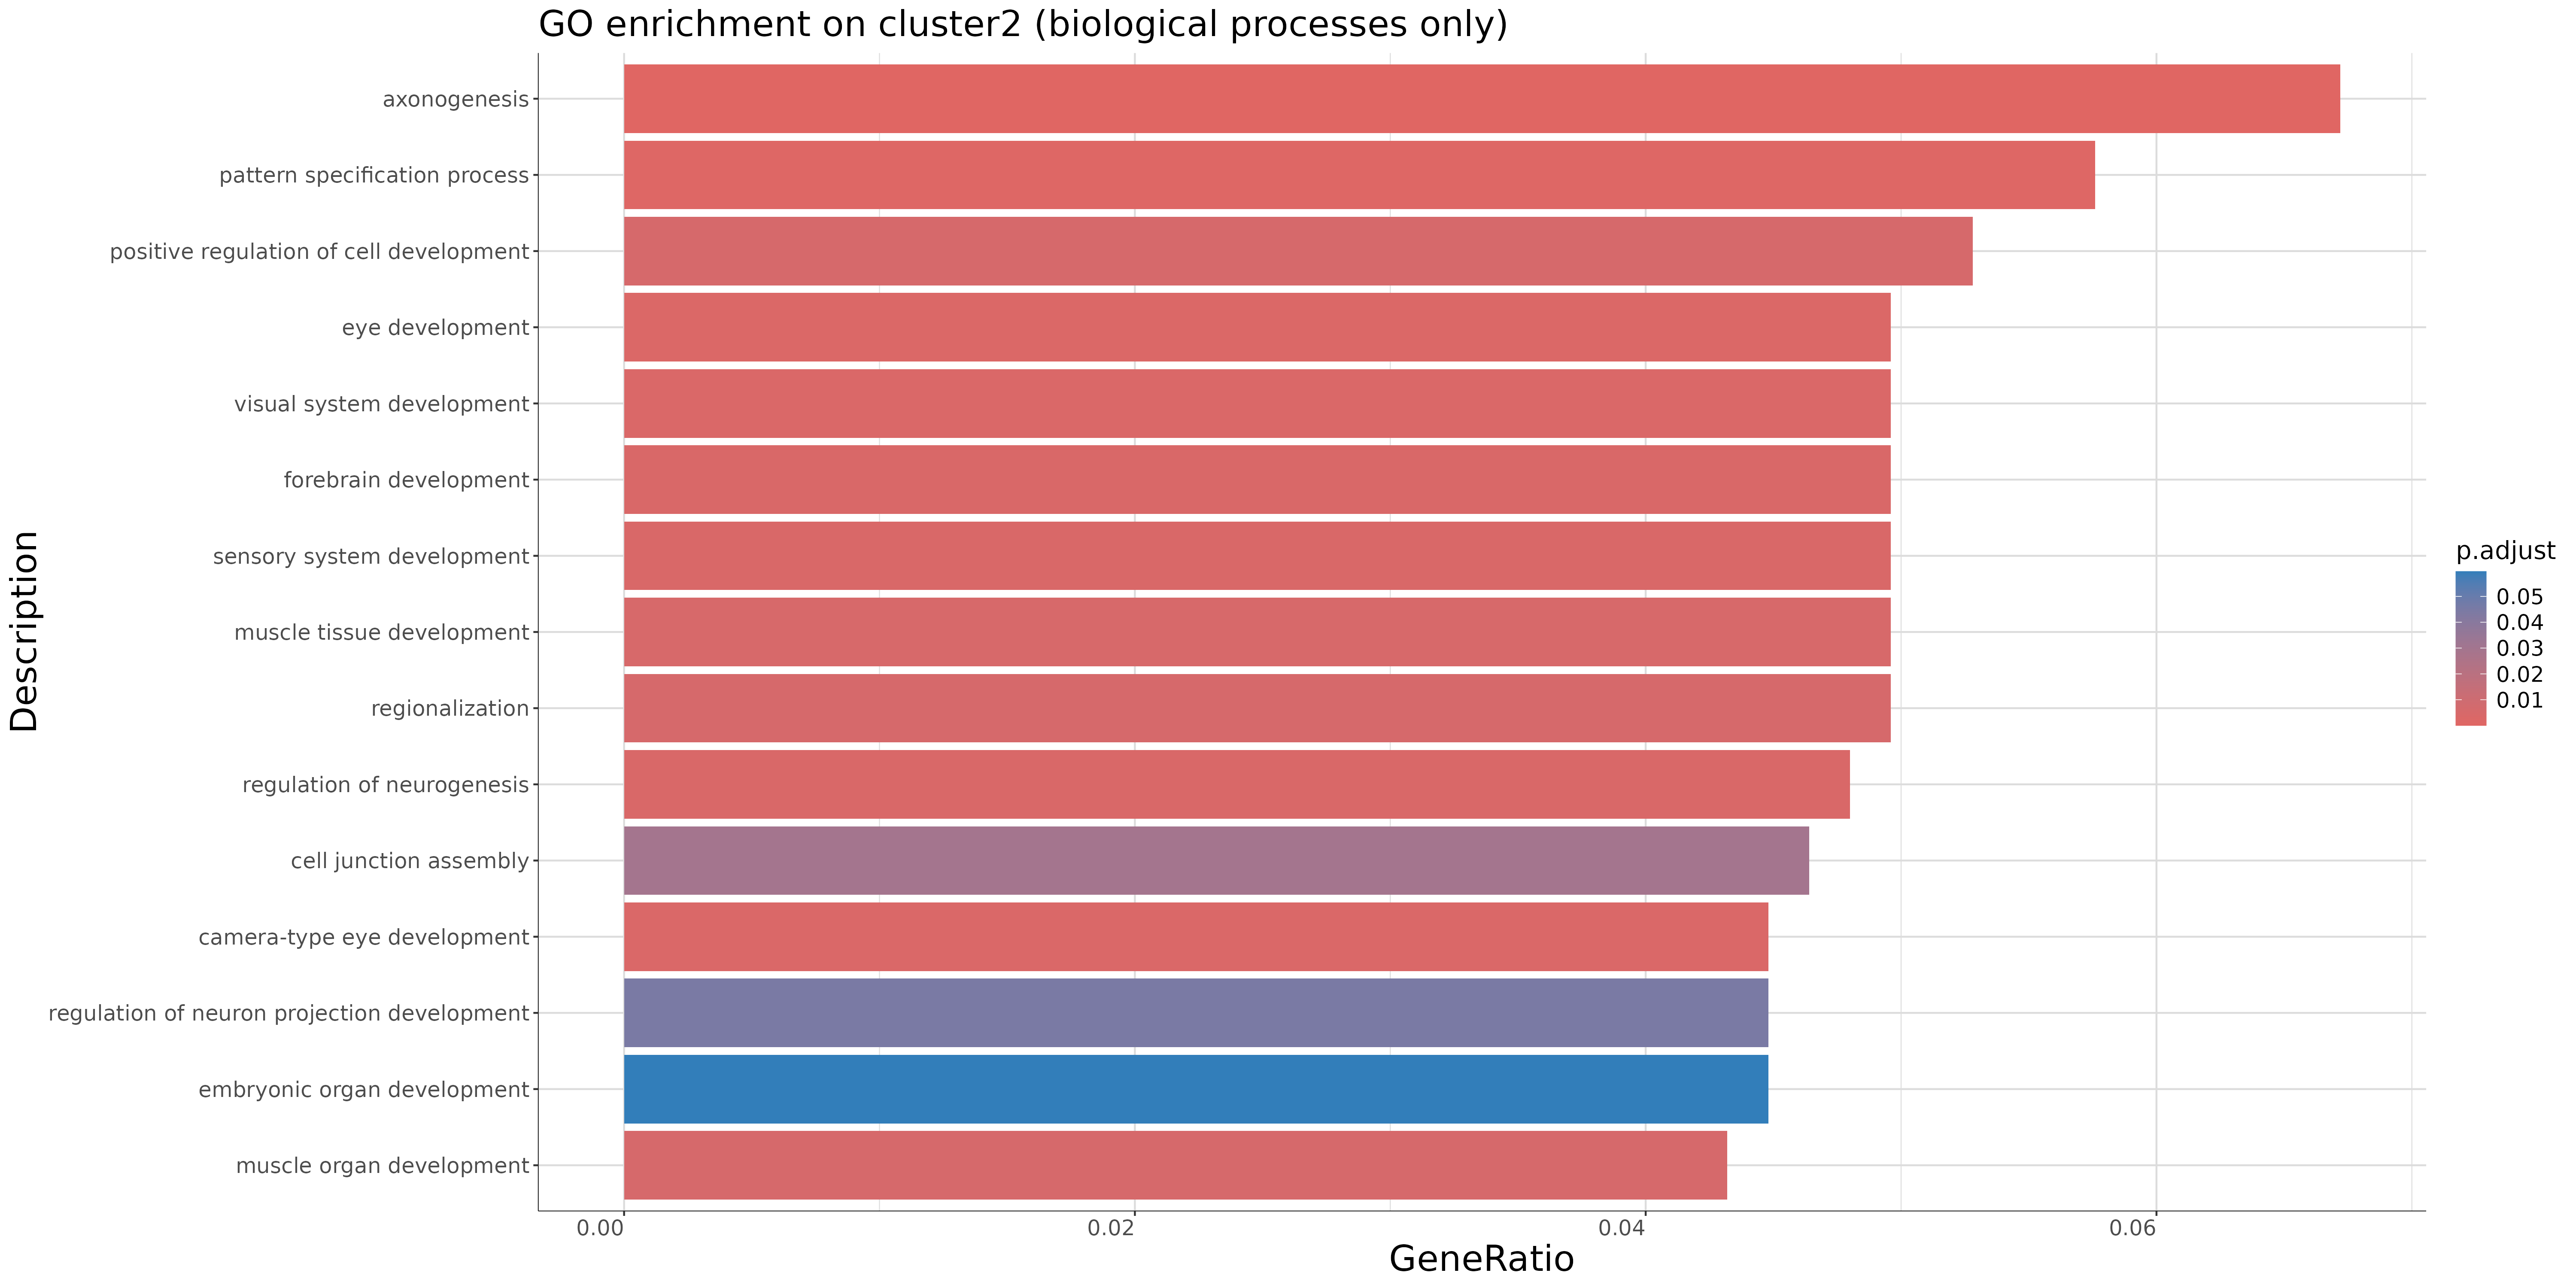 GO enrichment on cluster2 (biological processes only)
axonogenesis
pattern specification process
positive regulation of cell development
eye development
visual system development
forebrain development
sensory system development
muscle tissue development
regionalization
regulation of neurogenesis
cell junction assembly
camera-type eye development
regulation of neuron projection development
embryonic organ development
muscle organ development
Description
0.00 0.02 0.04 0.06
GeneRatio
p.adjust
0.05
0.04
0.03
0.02
0.01